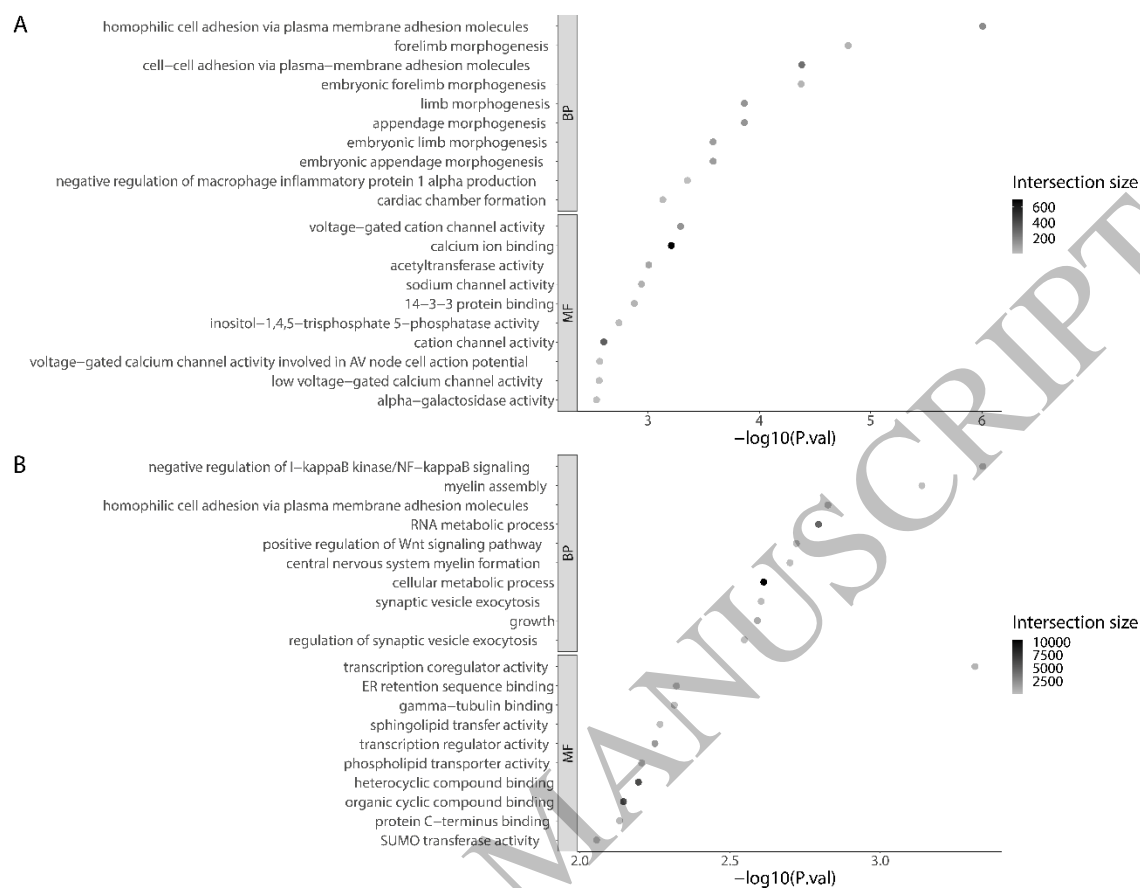 A
homophilic cell adhesion via plasma membrane adhesion molecules
forelimb morphogenesis
cell−cell adhesion via plasma−membrane adhesion molecules
embryonic forelimb morphogenesis
limb morphogenesis
appendage morphogenesis
embryonic limb morphogenesis
embryonic appendage morphogenesis
negative regulation of macrophage inflammatory protein 1 alpha production
cardiac chamber formation
BP
voltage−gated cation channel activity
calcium ion binding
acetyltransferase activity
sodium channel activity
14−3−3 protein binding
inositol−1,4,5−trisphosphate 5−phosphatase activity
cation channel activity
voltage−gated calcium channel activity involved in AV node cell action potential
low voltage−gated calcium channel activity
alpha−galactosidase activity
MF
Intersection size
600
400
200
3 4 5 6
−log10(P.val)
B
negative regulation of I−kappaB kinase/NF−kappaB signaling
myelin assembly
homophilic cell adhesion via plasma membrane adhesion molecules
RNA metabolic process
positive regulation of Wnt signaling pathway
central nervous system myelin formation
cellular metabolic process
synaptic vesicle exocytosis
growth
regulation of synaptic vesicle exocytosis
BP
transcription coregulator activity
ER retention sequence binding
gamma−tubulin binding
sphingolipid transfer activity
transcription regulator activity
phospholipid transporter activity
heterocyclic compound binding
organic cyclic compound binding
protein C−terminus binding
SUMO transferase activity
MF
Intersection size
10000
7500
5000
2500
2.0 2.5 3.0
−log10(P.val)
MANUSCRIPT